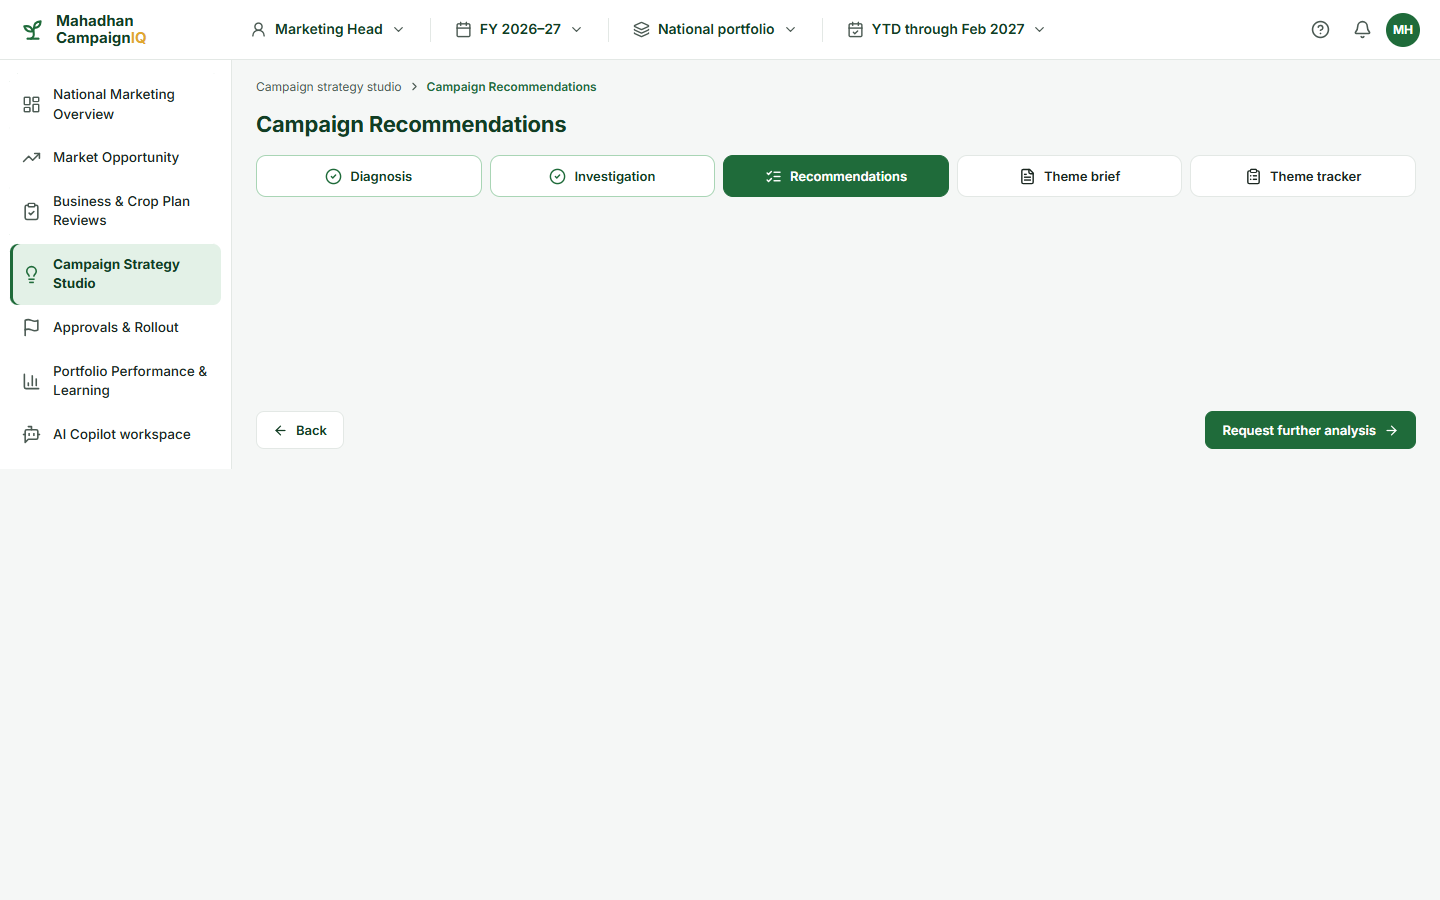 Mahadhan
CampaignIQ
Marketing Head
FY 2026–27
National portfolio
YTD through Feb 2027
MH
National Marketing
Overview
Market Opportunity
Business & Crop Plan
Reviews
Campaign Strategy
Studio
Approvals & Rollout
Portfolio Performance &
Learning
AI Copilot workspace
Campaign strategy studio > Campaign Recommendations
Campaign Recommendations
Diagnosis
Investigation
Recommendations
Theme brief
Theme tracker
Back
Request further analysis